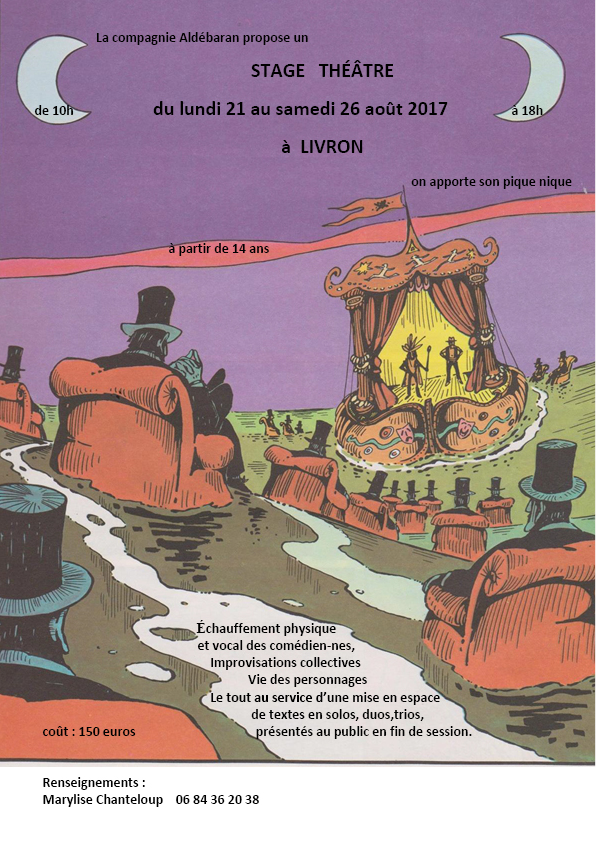 La compagnie Aldébaran propose un
STAGE THÉÂTRE
de 10h
du lundi 21 au samedi 26 août 2017
à 18h
à LIVRON
on apporte son pique nique
à partir de 14 ans
Échauffement physique
et vocal des comédien-nes,
Improvisations collectives
Vie des personnages
Le tout au service d'une mise en espace
de textes en solos, duos,trios,
présentés au public en fin de session.
coût : 150 euros
Renseignements :
Marylise Chanteloup 06 84 36 20 38